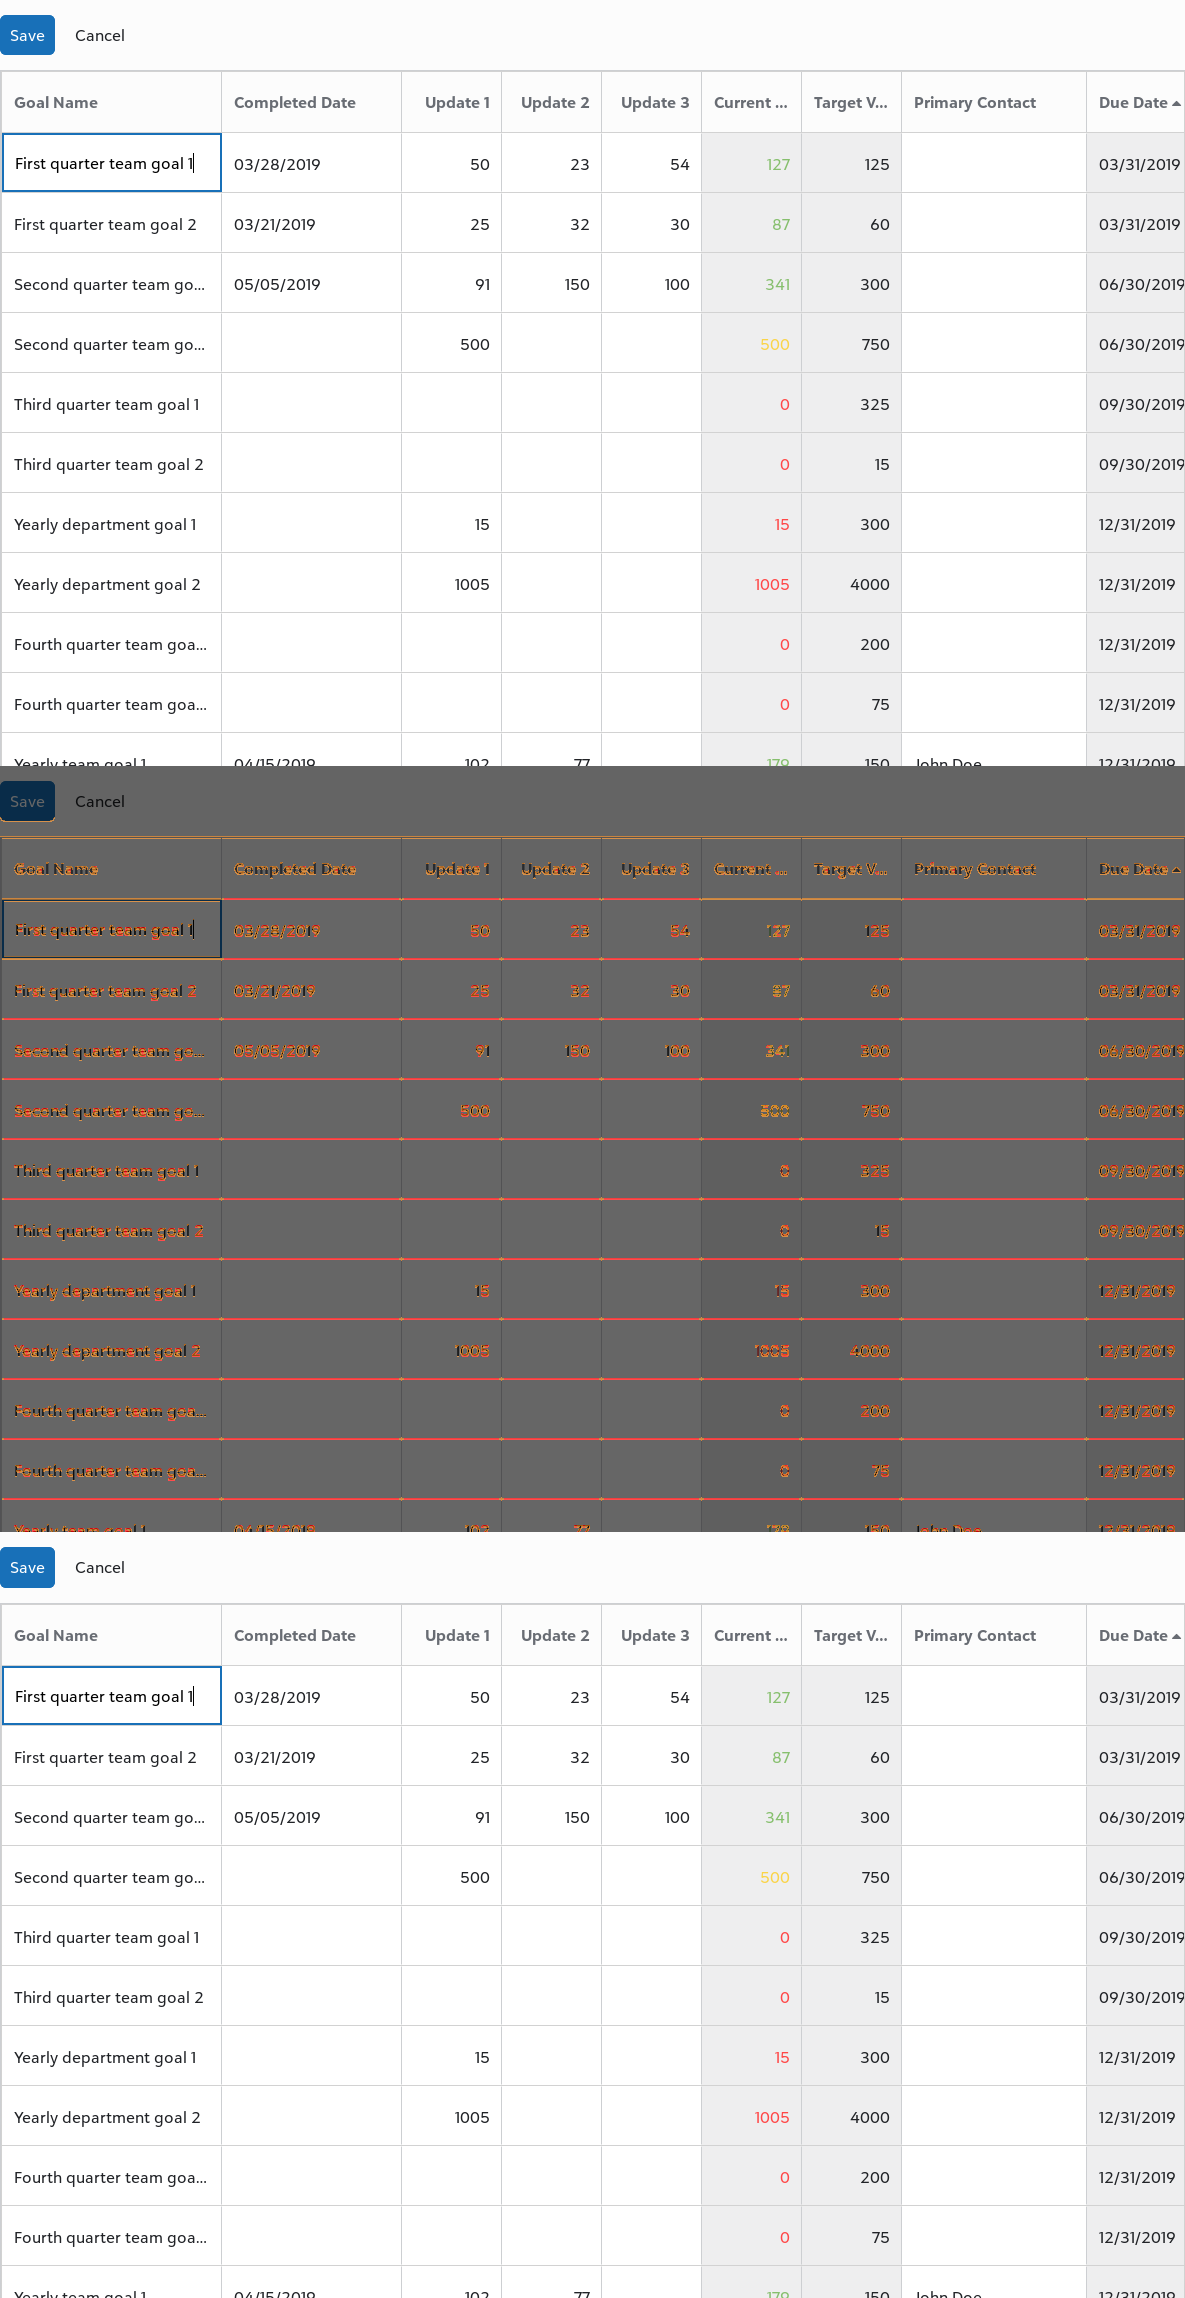 Save Cancel
Goal Name Completed Date Update 1 Update 2 Update 3 Current ... Target V... Primary Contact Due Date
First quarter team goal 1 03/28/2019 50 23 54 127 125 03/31/2019
First quarter team goal 2 03/21/2019 25 32 30 87 60 03/31/2019
Second quarter team go... 05/05/2019 91 150 100 341 300 06/30/2019
Second quarter team go... 500 500 750 06/30/2019
Third quarter team goal 1 0 325 09/30/2019
Third quarter team goal 2 0 15 09/30/2019
Yearly department goal 1 15 15 300 12/31/2019
Yearly department goal 2 1005 1005 4000 12/31/2019
Fourth quarter team goa... 0 200 12/31/2019
Fourth quarter team goa... 0 75 12/31/2019
Yearly team goal 1 04/15/2019 102 77 179 150 John Doe 12/31/2019
Save Cancel
Goal Name Completed Date Update 1 Update 2 Update 3 Current ... Target V... Primary Contact Due Date
First quarter team goal 1 03/28/2019 50 23 54 127 125 03/31/2019
First quarter team goal 2 03/21/2019 25 32 30 87 60 03/31/2019
Second quarter team go... 05/05/2019 91 150 100 341 300 06/30/2019
Second quarter team go... 500 500 750 06/30/2019
Third quarter team goal 1 0 325 09/30/2019
Third quarter team goal 2 0 15 09/30/2019
Yearly department goal 1 15 15 300 12/31/2019
Yearly department goal 2 1005 1005 4000 12/31/2019
Fourth quarter team goa... 0 200 12/31/2019
Fourth quarter team goa... 0 75 12/31/2019
Yearly team goal 1 04/15/2019 102 77 179 150 John Doe 12/31/2019
Save Cancel
Goal Name Completed Date Update 1 Update 2 Update 3 Current ... Target V... Primary Contact Due Date
First quarter team goal 1 03/28/2019 50 23 54 127 125 03/31/2019
First quarter team goal 2 03/21/2019 25 32 30 87 60 03/31/2019
Second quarter team go... 05/05/2019 91 150 100 341 300 06/30/2019
Second quarter team go... 500 500 750 06/30/2019
Third quarter team goal 1 0 325 09/30/2019
Third quarter team goal 2 0 15 09/30/2019
Yearly department goal 1 15 15 300 12/31/2019
Yearly department goal 2 1005 1005 4000 12/31/2019
Fourth quarter team goa... 0 200 12/31/2019
Fourth quarter team goa... 0 75 12/31/2019
Yearly team goal 1 04/15/2019 102 77 179 150 John Doe 12/31/2019